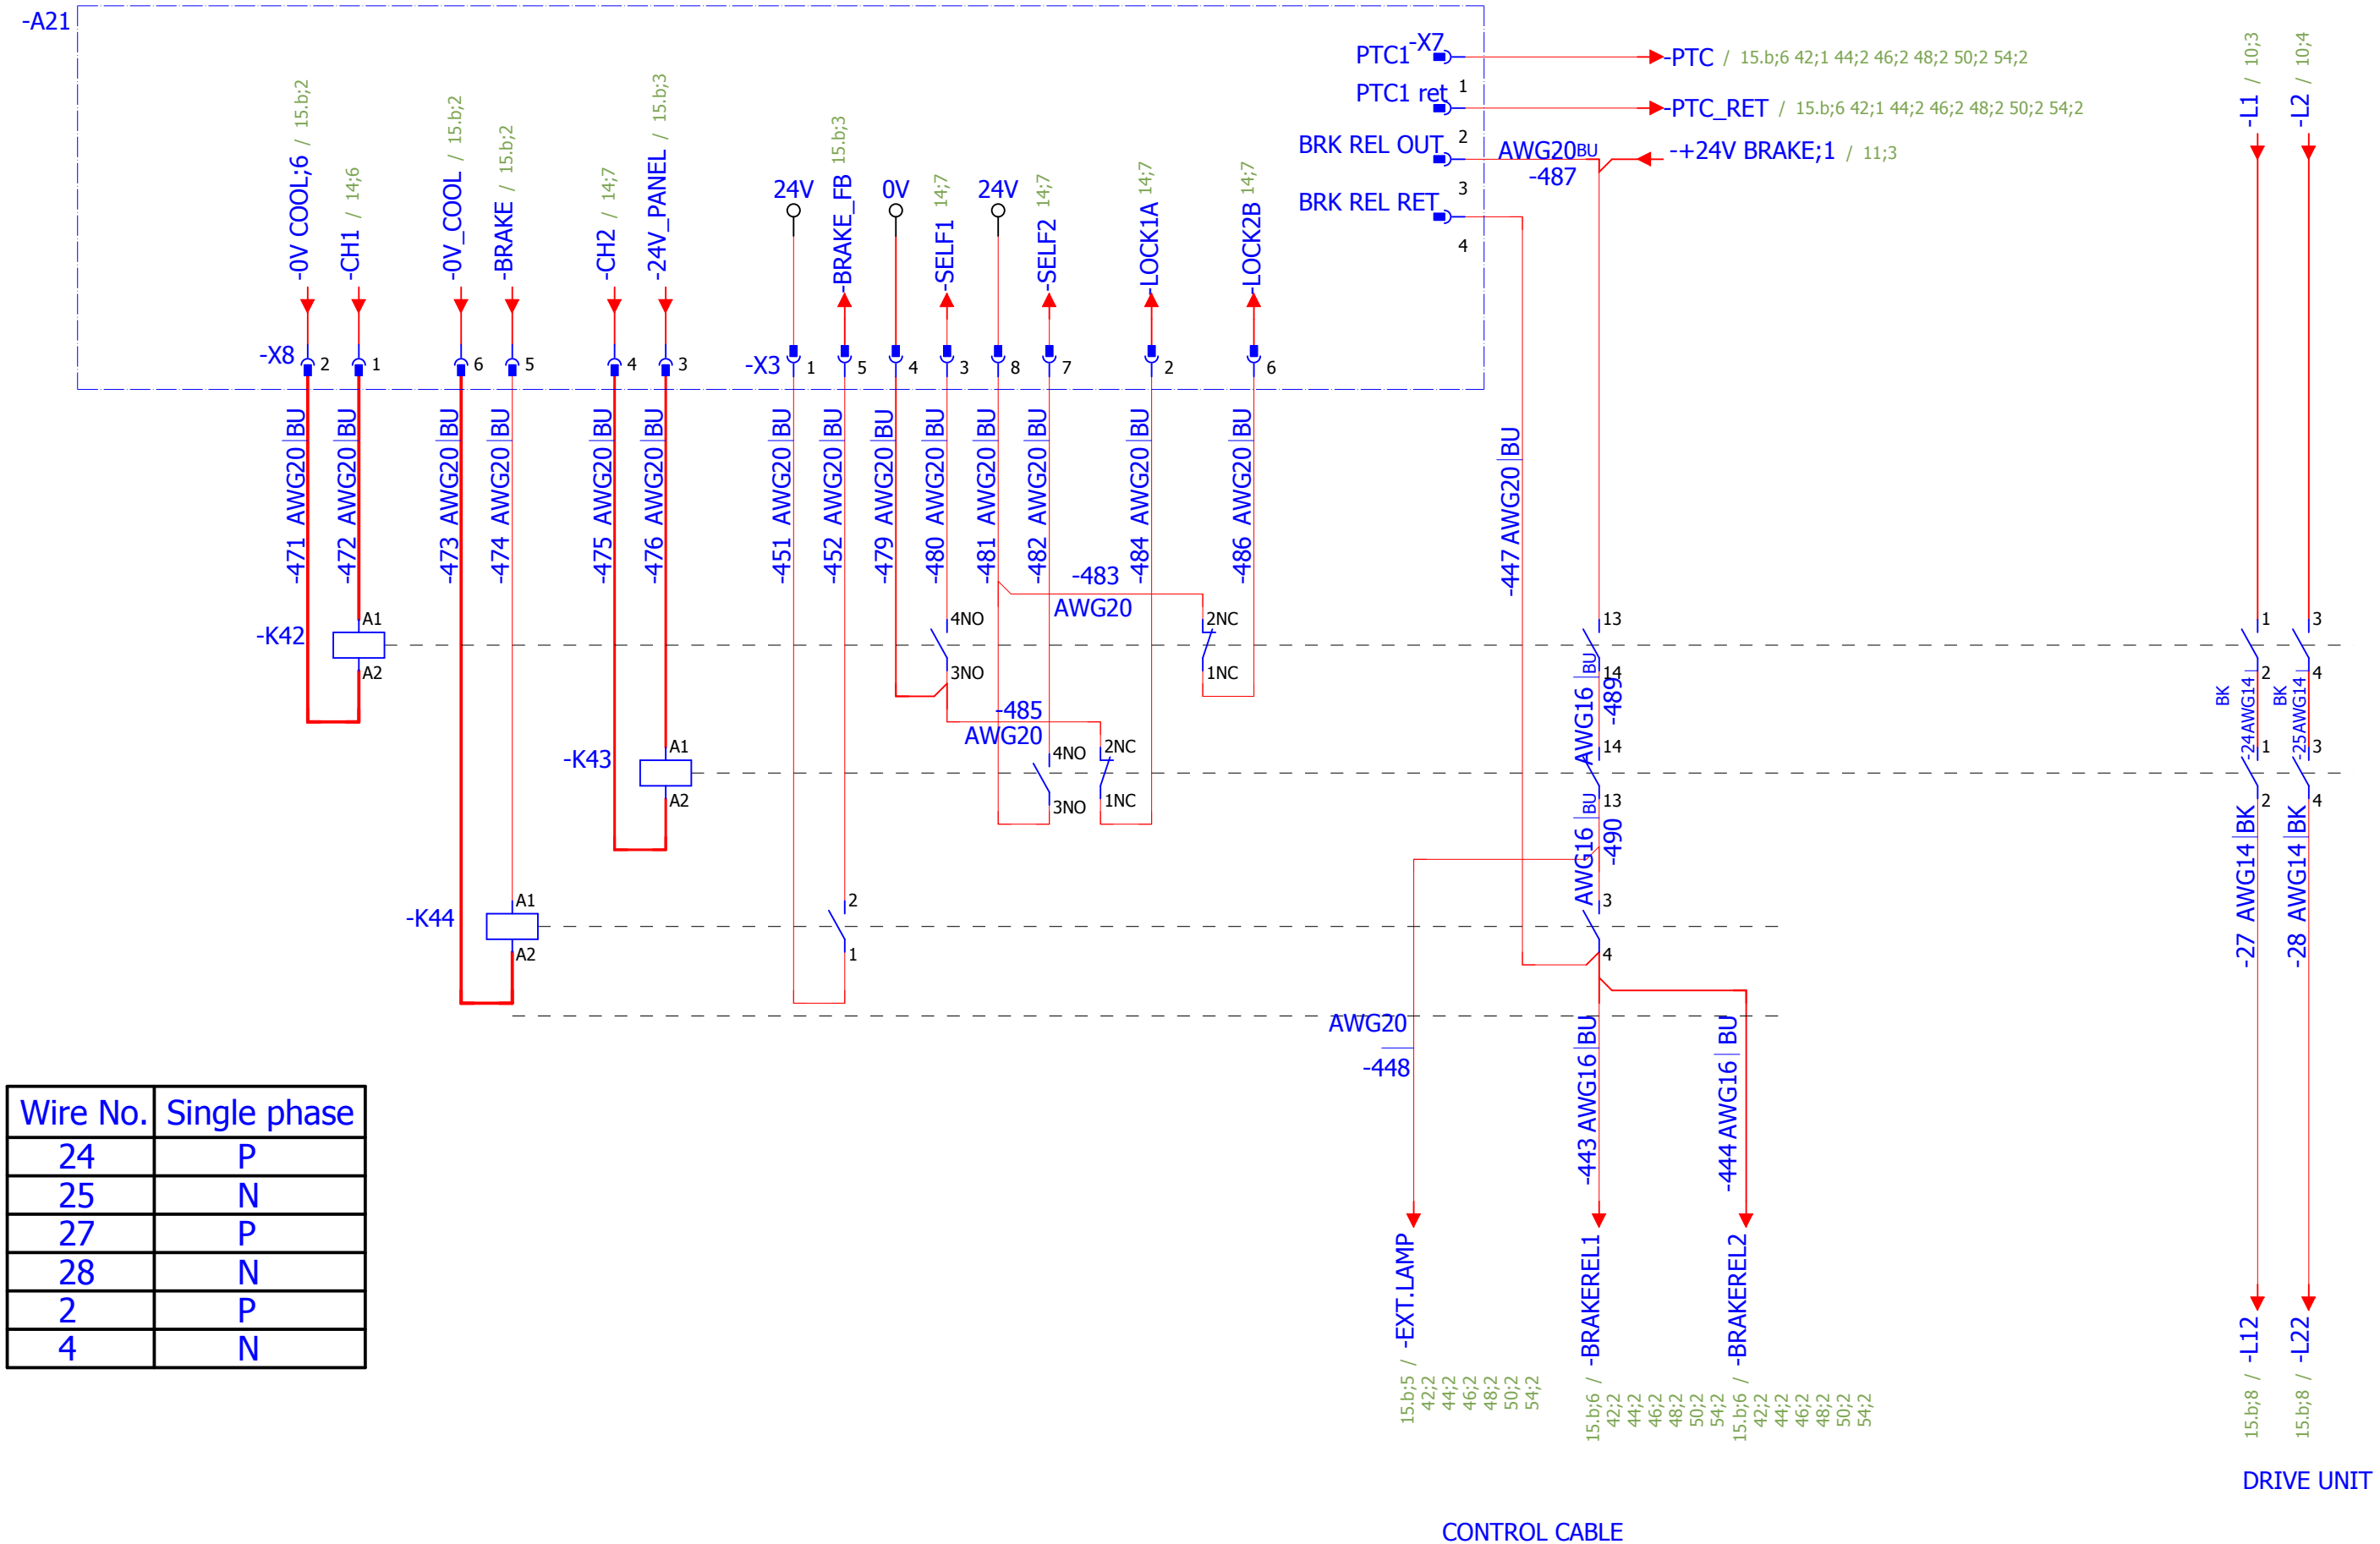 -A21
-X7
PTC1
-PTC / 15.b;6 42;1 44;2 46;2 48;2 50;2 54;2
1
PTC1 ret
-PTC_RET / 15.b;6 42;1 44;2 46;2 48;2 50;2 54;2
2
BRK REL OUT
AWG20 BU
-487
-+24V BRAKE;1 / 11;3
3
BRK REL RET
4
-0V COOL;6 / 15.b;2
-CH1 / 14;6
-0V_COOL / 15.b;2
-BRAKE / 15.b;2
-CH2 / 14;7
-24V_PANEL / 15.b;3
24V
-BRAKE_FB 15.b;3
0V
-SELF1 14;7
24V
-SELF2 14;7
-LOCK1A 14;7
-LOCK2B 14;7
-L1 / 10;3
-L2 / 10;4
-X8 2 1 6 5 4 3
-X3 1 5 4 3 8 7 2 6
-471 AWG20 BU
-472 AWG20 BU
-473 AWG20 BU
-474 AWG20 BU
-475 AWG20 BU
-476 AWG20 BU
-451 AWG20 BU
-452 AWG20 BU
-479 AWG20 BU
-480 AWG20 BU
-481 AWG20 BU
-482 AWG20 BU
-484 AWG20 BU
-486 AWG20 BU
-447 AWG20 BU
-483
AWG20
-K42
A1
A2
4NO
3NO
2NC
1NC
13
14
1
2
3
4
AWG16 BU
-489
BK
-24AWG14
BK
-25AWG14
-485
AWG20
-K43
A1
A2
4NO
3NO
2NC
1NC
14
13
1
2
3
4
AWG16 BU
-490
-27 AWG14 BK
-28 AWG14 BK
-K44
A1
A2
2
1
3
4
AWG20
-448
-443 AWG16 BU
-444 AWG16 BU
Wire No. Single phase
24 P
25 N
27 P
28 N
2 P
4 N
15.b;5 / -EXT.LAMP
42;2
44;2
46;2
48;2
50;2
54;2
15.b;6 / -BRAKEREL1
42;2
44;2
46;2
48;2
50;2
54;2
15.b;6 / -BRAKEREL2
42;2
44;2
46;2
48;2
50;2
54;2
15.b;8 / -L12
15.b;8 / -L22
DRIVE UNIT
CONTROL CABLE